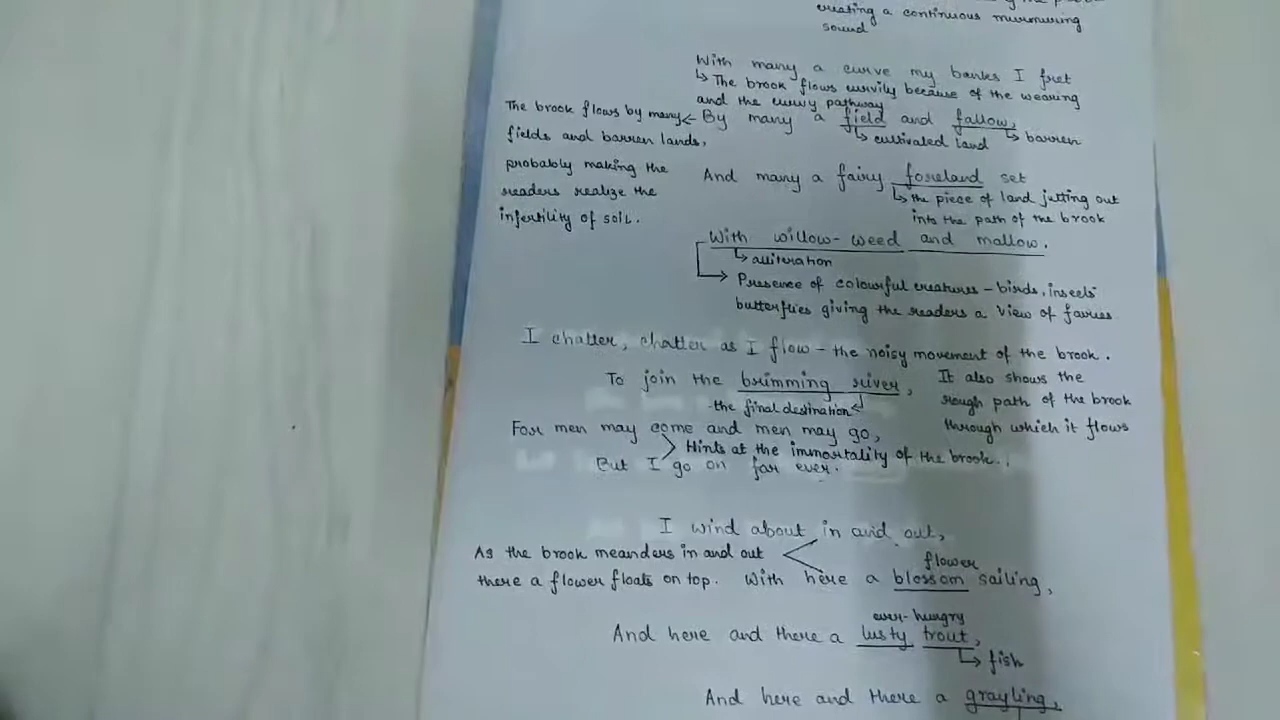 creating a continuous murmuring
sound
With many a curve my banks I fret
↳ The brook flows curvily because of the wearing
and the curvy pathway
The brook flows by many ← By many a field and fallow,
fields and barren lands, ↳ cultivated land ↳ barren
probably making the
readers realize the
infertility of soil.
And many a fairy foreland set
↳ the piece of land jutting out
into the path of the brook
With willow-weed and mallow.
↳ alliteration
→ Presence of colourful creatures - birds, insects
butterflies giving the readers a view of fairies
I chatter, chatter as I flow - the noisy movement of the brook.
To join the brimming river, It also shows the
the final destination ↵ rough path of the brook
For men may come and men may go, through which it flows
> Hints at the immortality of the brook.
But I go on for ever.
I wind about in and out,
As the brook meanders in and out
flower
there a flower floats on top. With here a blossom sailing,
ever-hungry
And here and there a lusty trout,
↳ fish
And here and there a grayling,